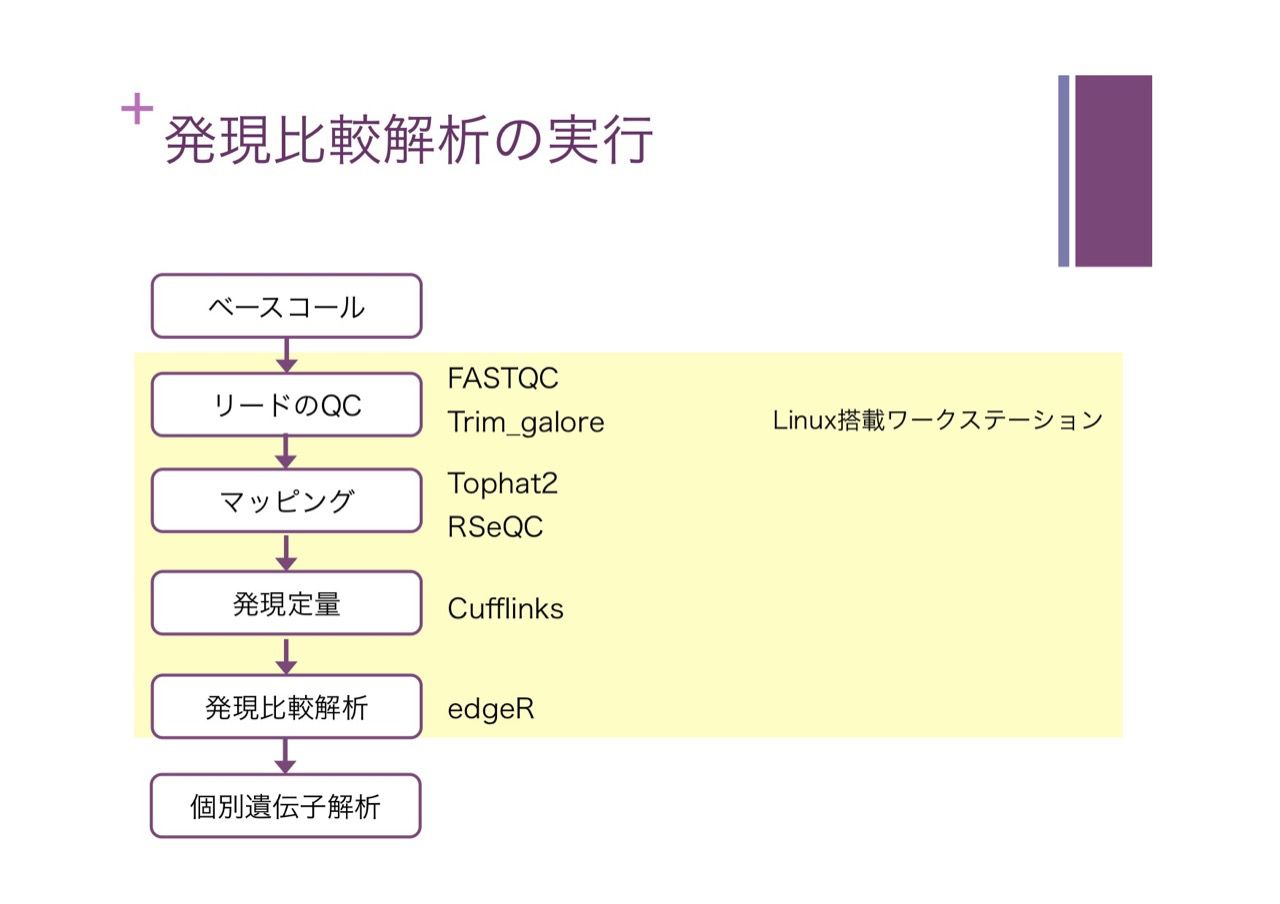 +
発現比較解析の実行
ベースコール
リードのQC
FASTQC
Trim_galore
Linux搭載ワークステーション
マッピング
Tophat2
RSeQC
発現定量
Cufflinks
発現比較解析
edgeR
個別遺伝子解析